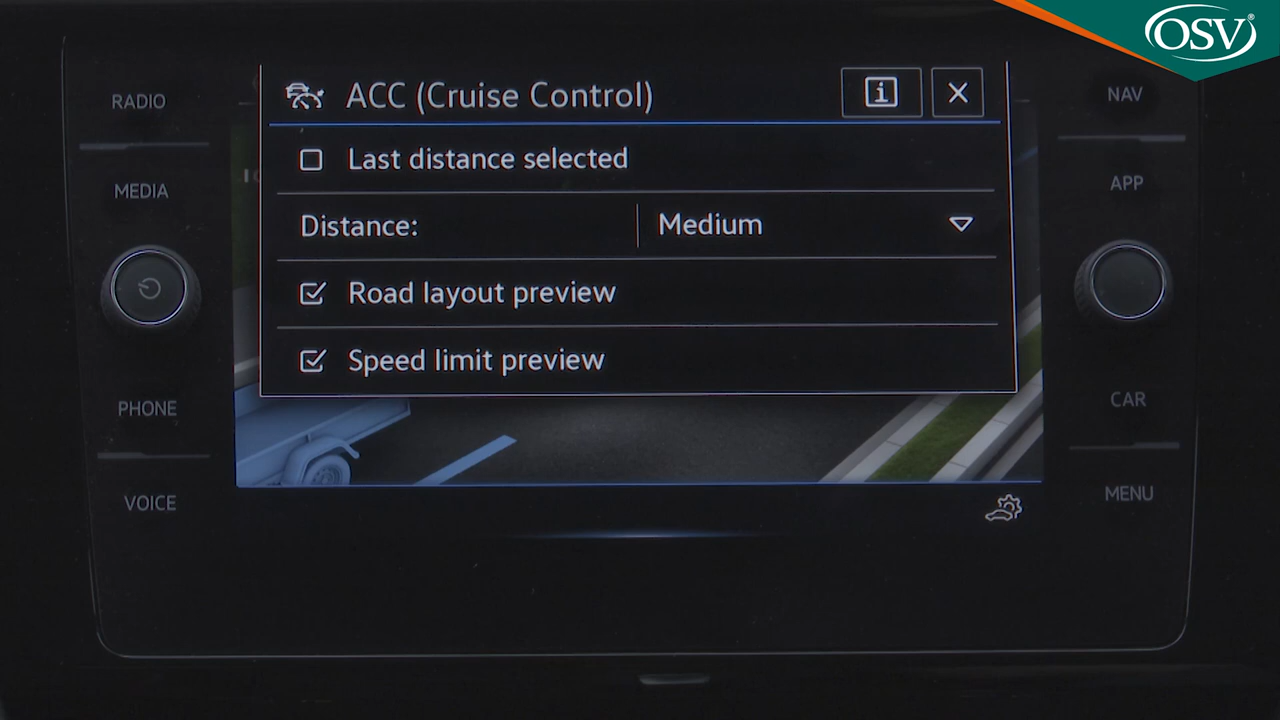 OSV®
RADIO
MEDIA
PHONE
VOICE
ACC (Cruise Control)
i
Last distance selected
Distance: Medium
Road layout preview
Speed limit preview
NAV
APP
CAR
MENU